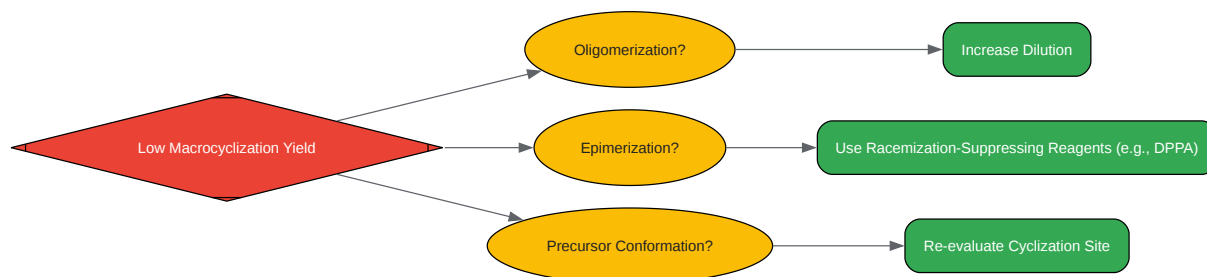 Oligomerization?
Increase Dilution
Low Macrocyclization Yield
Epimerization?
Use Racemization-Suppressing Reagents (e.g., DPPA)
Precursor Conformation?
Re-evaluate Cyclization Site